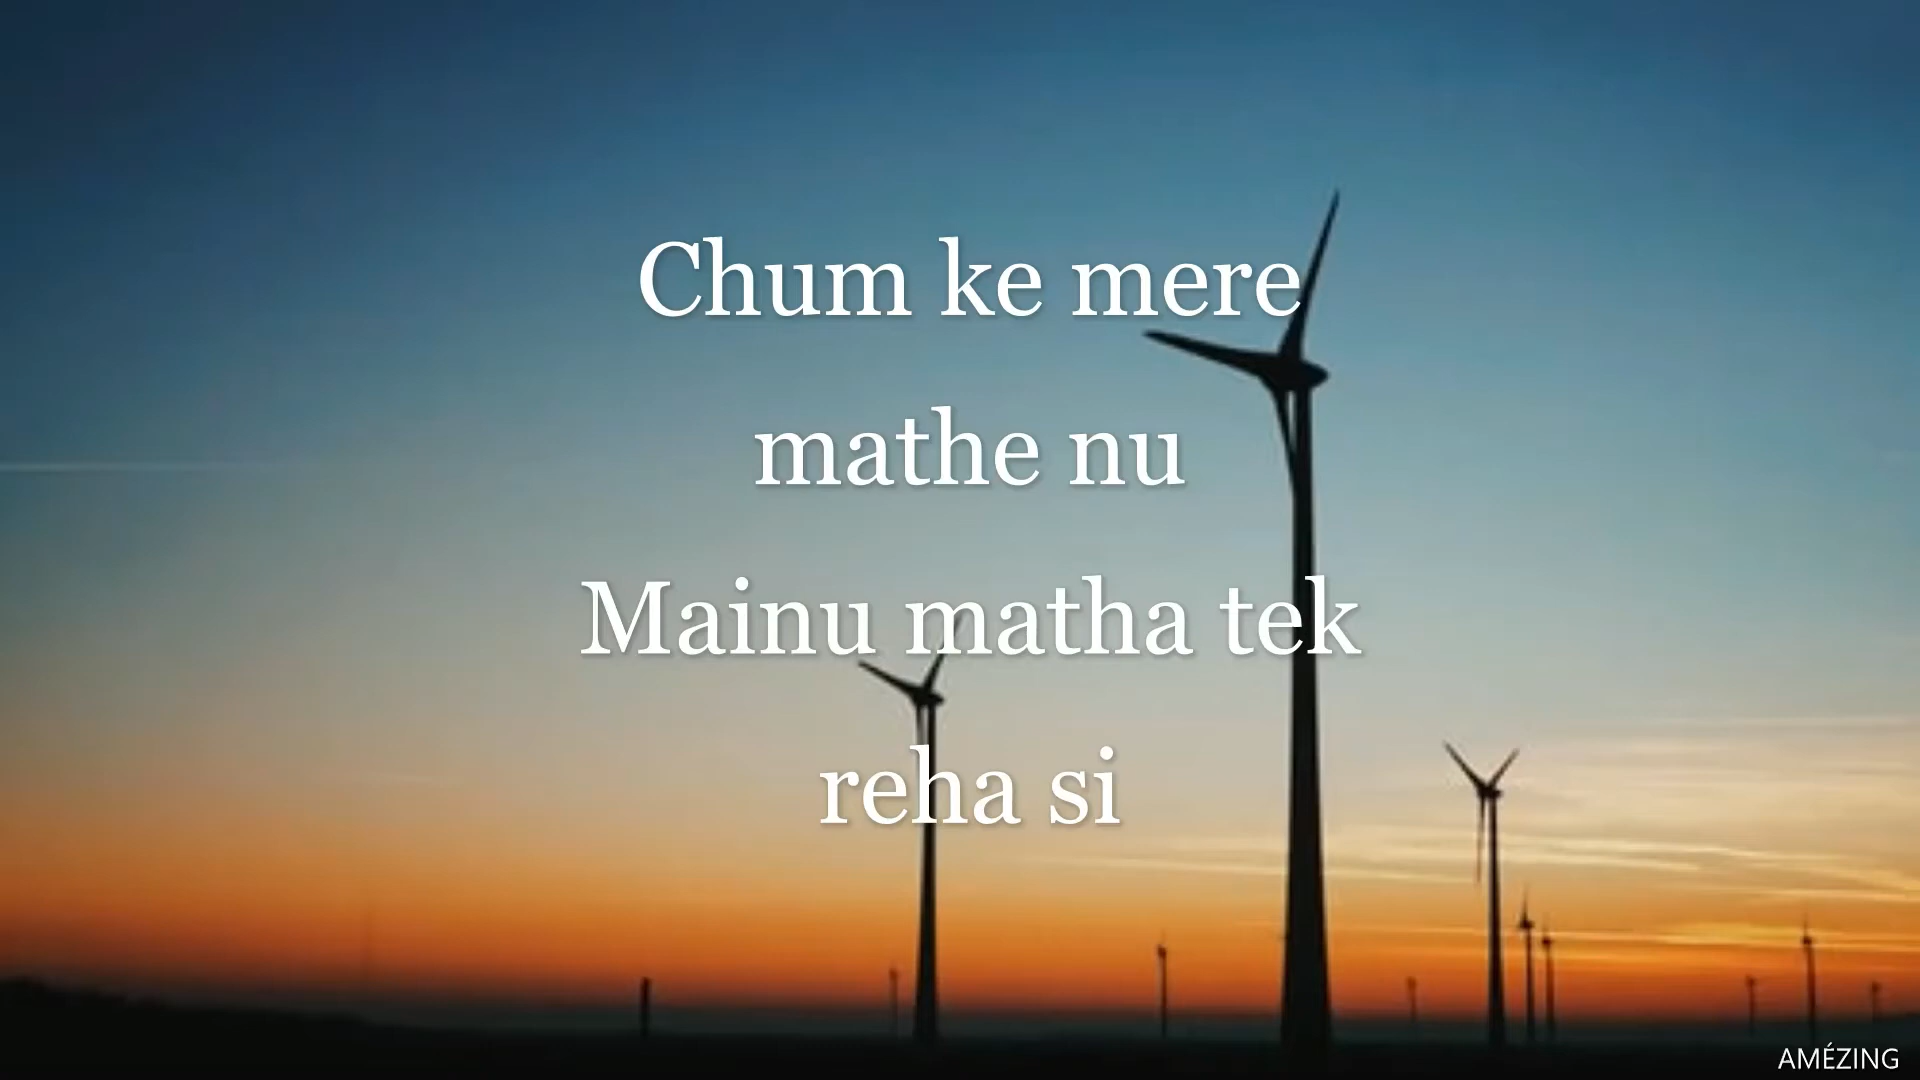 Chum ke mere
mathe nu
Mainu matha tek
reha si
AMÉZING